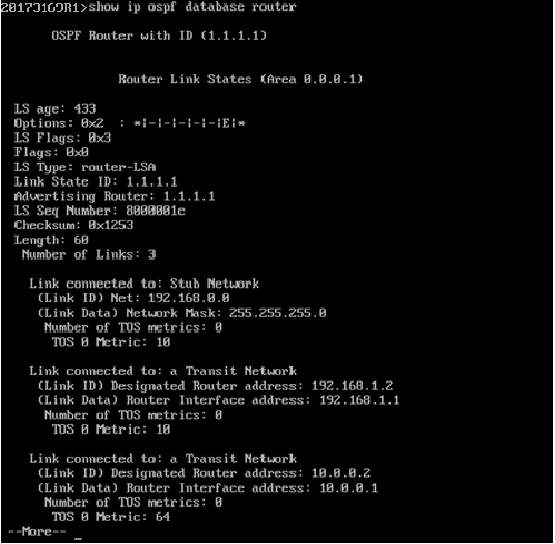 20173169R1>show ip ospf database router
OSPF Router with ID (1.1.1.1)
Router Link States (Area 0.0.0.1)
LS age: 433
Options: 0x2  : *|-|-|-|-|-|E|*
LS Flags: 0x3
Flags: 0x0
LS Type: router-LSA
Link State ID: 1.1.1.1
Advertising Router: 1.1.1.1
LS Seq Number: 8000001e
Checksum: 0x1253
Length: 60
Number of Links: 3
Link connected to: Stub Network
(Link ID) Net: 192.168.0.0
(Link Data) Network Mask: 255.255.255.0
Number of TOS metrics: 0
TOS 0 Metric: 10
Link connected to: a Transit Network
(Link ID) Designated Router address: 192.168.1.2
(Link Data) Router Interface address: 192.168.1.1
Number of TOS metrics: 0
TOS 0 Metric: 10
Link connected to: a Transit Network
(Link ID) Designated Router address: 10.0.0.2
(Link Data) Router Interface address: 10.0.0.1
Number of TOS metrics: 0
TOS 0 Metric: 64
--More-- _